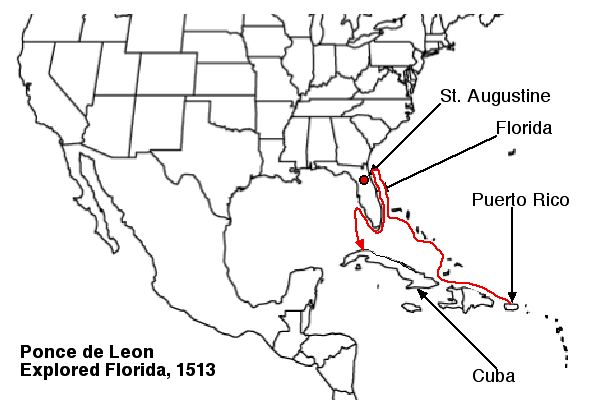 St. Augustine
Florida
Puerto Rico
Ponce de Leon
Explored Florida, 1513
Cuba